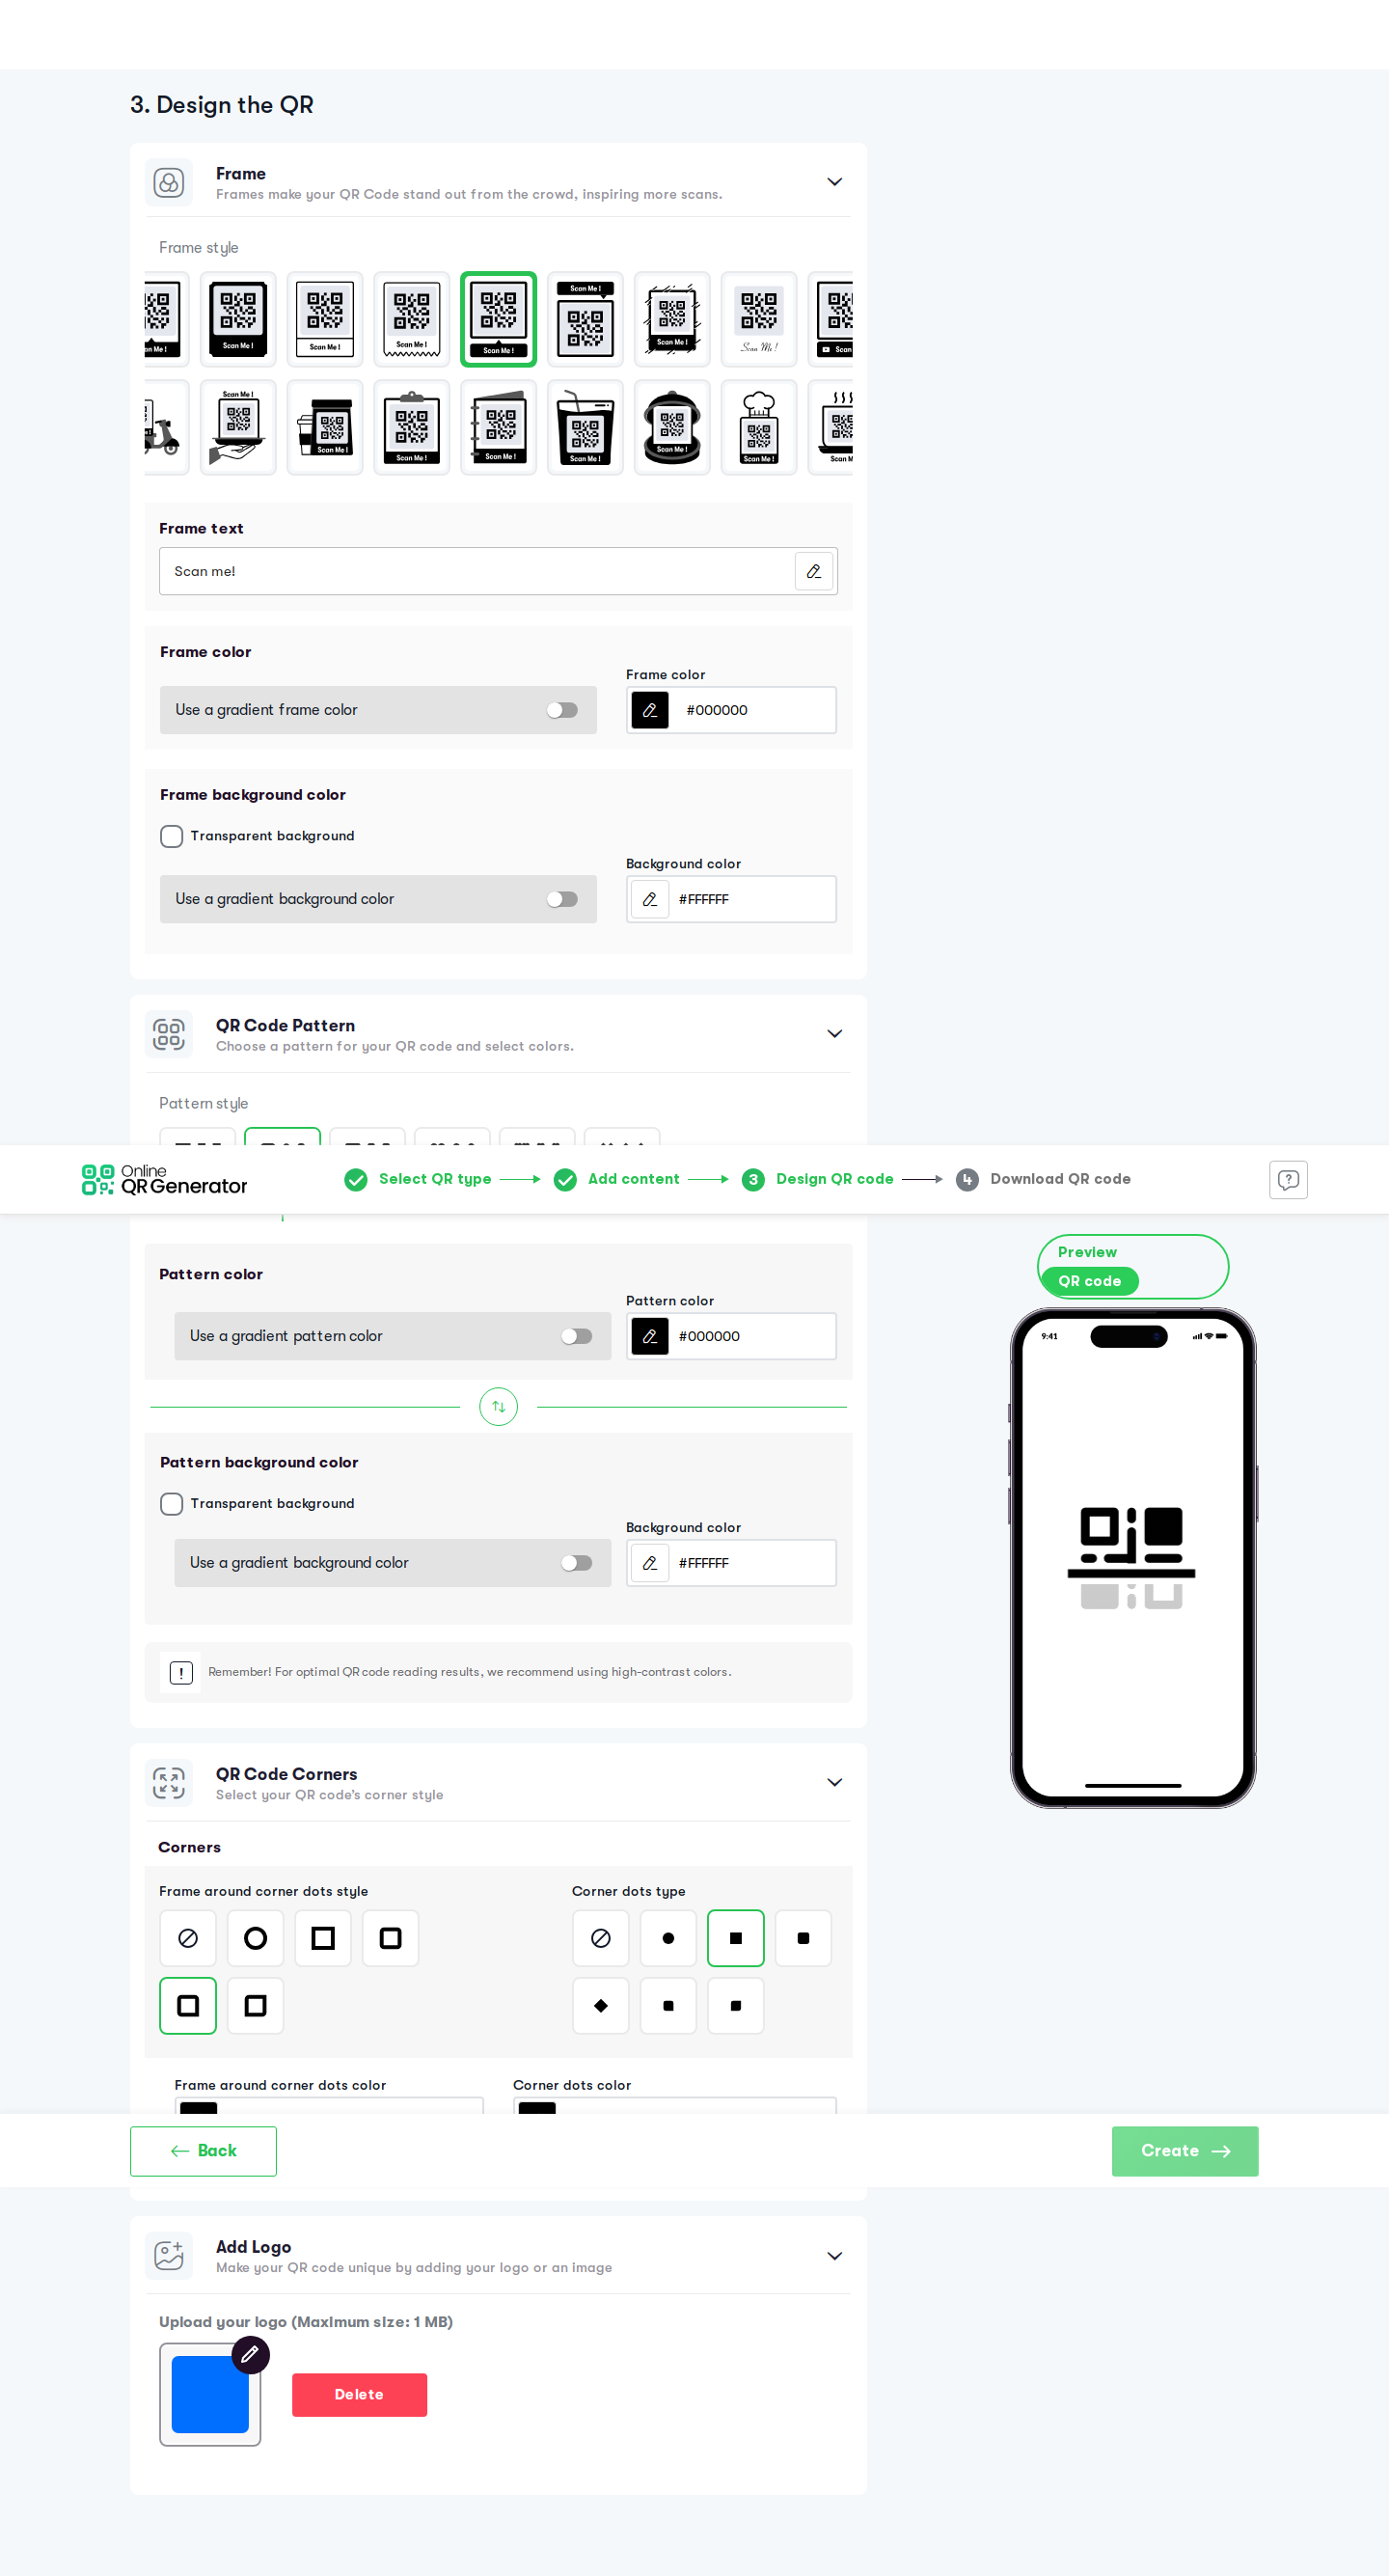 3. Design the QR
Frame
Frames make your QR Code stand out from the crowd, inspiring more scans.
Frame style
Scan Me !
Scan Me !
Scan Me !
Scan Me !
Scan Me !
Scan Me !
Scan Me !
Scan Me !
Scan Me !
Scan Me !
Scan Me !
Scan Me !
Scan Me !
Scan Me !
Frame text
Scan me!
Frame color
Frame color
Use a gradient frame color
#000000
Frame background color
Transparent background
Background color
Use a gradient background color
#FFFFFF
QR Code Pattern
Choose a pattern for your QR code and select colors.
Pattern style
Online
QR Generator
Select QR type
Add content
3 Design QR code
4 Download QR code
Preview
QR code
Pattern color
Pattern color
Use a gradient pattern color
#000000
9:41
Pattern background color
Transparent background
Background color
Use a gradient background color
#FFFFFF
Remember! For optimal QR code reading results, we recommend using high-contrast colors.
QR Code Corners
Select your QR code's corner style
Corners
Frame around corner dots style
Corner dots type
Frame around corner dots color
Corner dots color
Back
Create
Add Logo
Make your QR code unique by adding your logo or an image
Upload your logo (Maximum size: 1 MB)
Delete